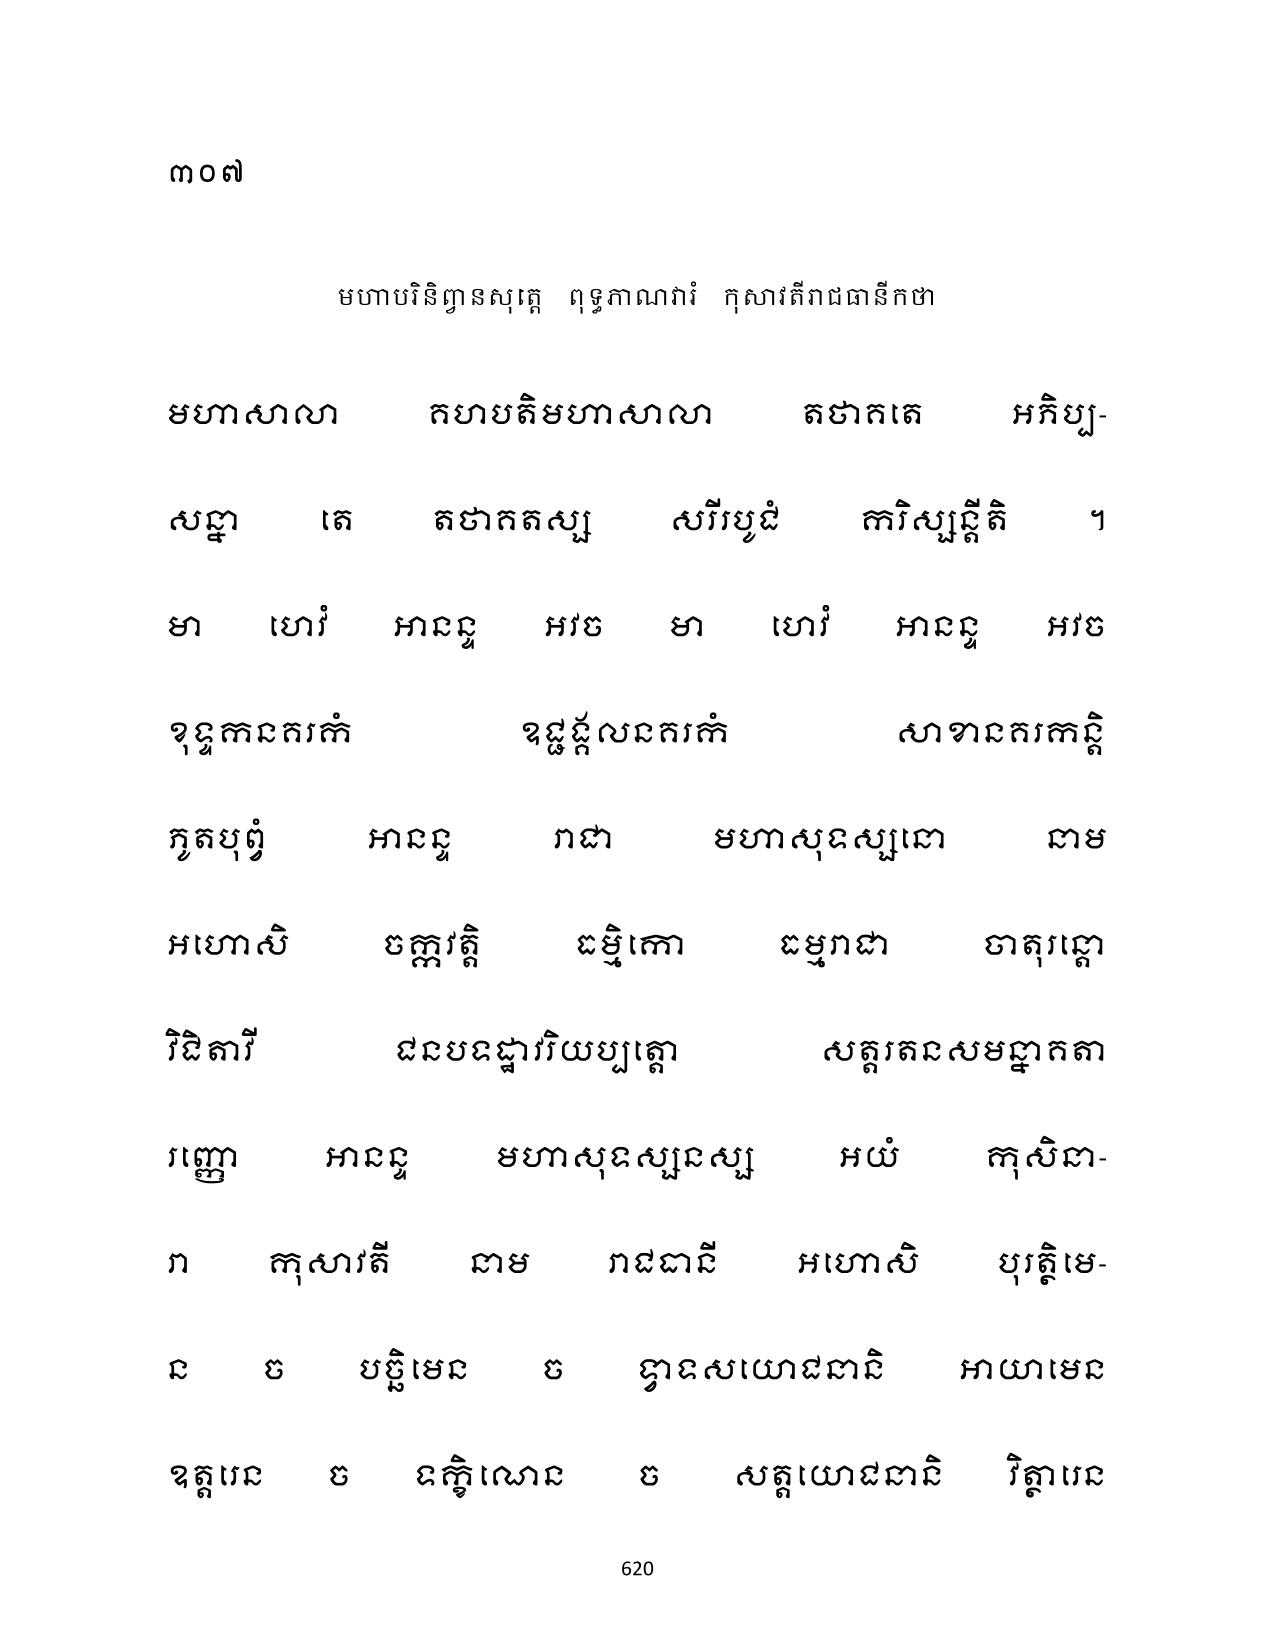 ៣០៧
មហាបរិនិព្វានសុត្តេ ពុទ្ធភាណវារំ កុសាវតីរាជធានីកថា
មហាសាលា គហបតិមហាសាលា តថាគតេ អភិប្ប-
សន្នា តេ តថាគតស្ស សរីរបូជំ ករិស្សន្តីតិ ។
មា ហេវំ អានន្ទ អវច មា ហេវំ អានន្ទ អវច
ខុទ្ទកនគរកំ ឧជ្ជង្គលនគរកំ សាខានគរកន្តិ
ភូតបុព្វំ អានន្ទ រាជា មហាសុទស្សនោ នាម
អហោសិ ចក្កវត្តិ ធម្មិកោ ធម្មរាជា ចាតុរន្តោ
វិជិតាវី ជនបទដ្ឋាវរិយប្បត្តោ សត្តរតនសមន្នាគតា
រញ្ញោ អានន្ទ មហាសុទស្សនស្ស អយំ កុសិនា-
រា កុសាវតី នាម រាជធានី អហោសិ បុរត្ថិមេ-
ន ច បច្ឆិមេន ច ទ្វាទសយោជនានិ អាយាមេន
ឧត្តរេន ច ទក្ខិណេន ច សត្តយោជនានិ វិត្ថារេន
620